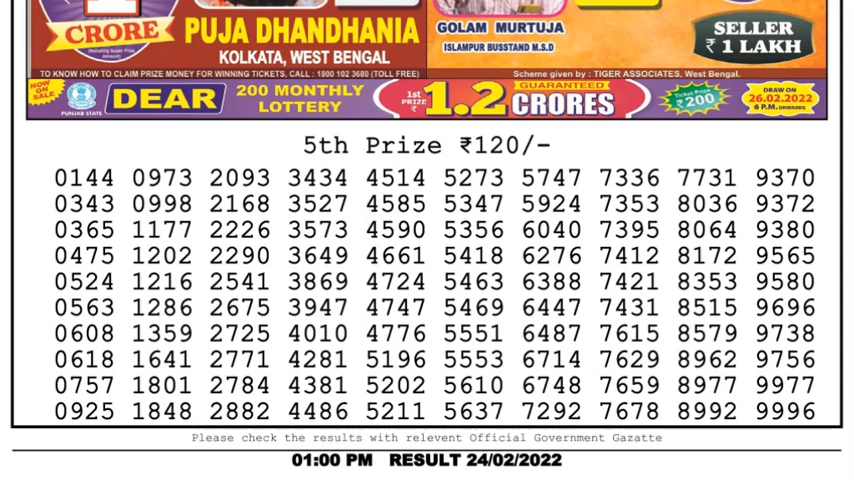 1
CRORE
(Including Super Prize Amount)
PUJA DHANDHANIA
KOLKATA, WEST BENGAL
GOLAM MURTUJA
ISLAMPUR BUSSTAND M.S.D
SELLER
₹ 1 LAKH
TO KNOW HOW TO CLAIM PRIZE MONEY FOR WINNING TICKETS, CALL : 1800 102 3680 (TOLL FREE)
Scheme given by : TIGER ASSOCIATES, West Bengal.
NOW ON SALE
PUNJAB STATE
DEAR
200 MONTHLY
LOTTERY
1st PRIZE ₹
1.2
GUARANTEED
CRORES
Ticket Price
₹200
DRAW ON
26.02.2022
6 P.M. ONWARDS
5th Prize ₹120/-
0144 0973 2093 3434 4514 5273 5747 7336 7731 9370
0343 0998 2168 3527 4585 5347 5924 7353 8036 9372
0365 1177 2226 3573 4590 5356 6040 7395 8064 9380
0475 1202 2290 3649 4661 5418 6276 7412 8172 9565
0524 1216 2541 3869 4724 5463 6388 7421 8353 9580
0563 1286 2675 3947 4747 5469 6447 7431 8515 9696
0608 1359 2725 4010 4776 5551 6487 7615 8579 9738
0618 1641 2771 4281 5196 5553 6714 7629 8962 9756
0757 1801 2784 4381 5202 5610 6748 7659 8977 9977
0925 1848 2882 4486 5211 5637 7292 7678 8992 9996
Please check the results with relevent Official Government Gazatte
01:00 PM RESULT 24/02/2022